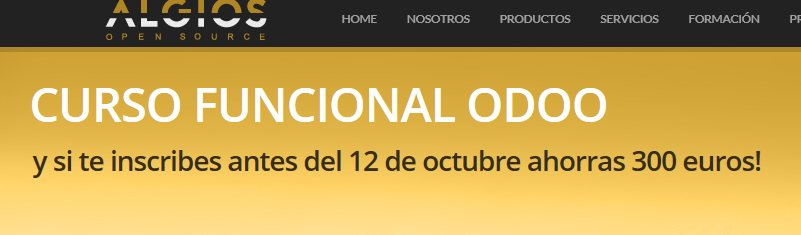 ALGIOS
OPEN SOURCE
HOME NOSOTROS PRODUCTOS SERVICIOS FORMACIÓN
CURSO FUNCIONAL ODOO
y si te inscribes antes del 12 de octubre ahorras 300 euros!